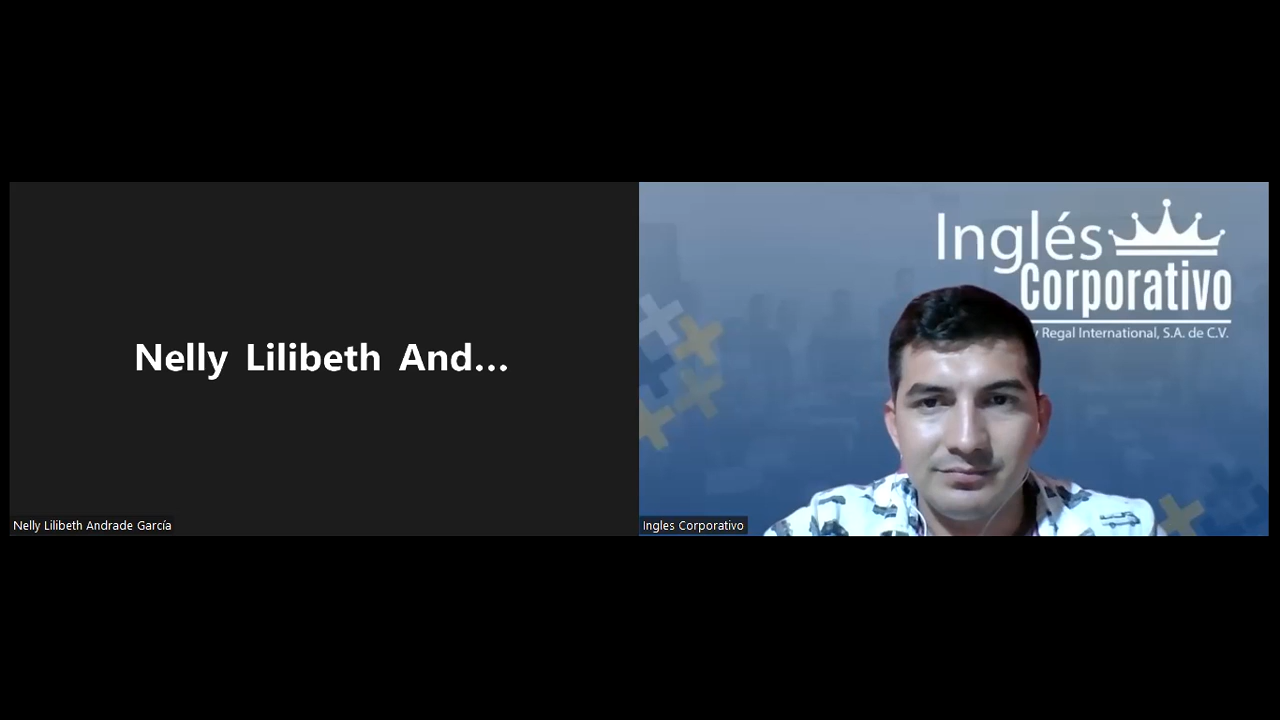 Nelly Lilibeth And...
Nelly Lilibeth Andrade García
Inglés
Corporativo
y Regal International, S.A. de C.V.
Ingles Corporativo